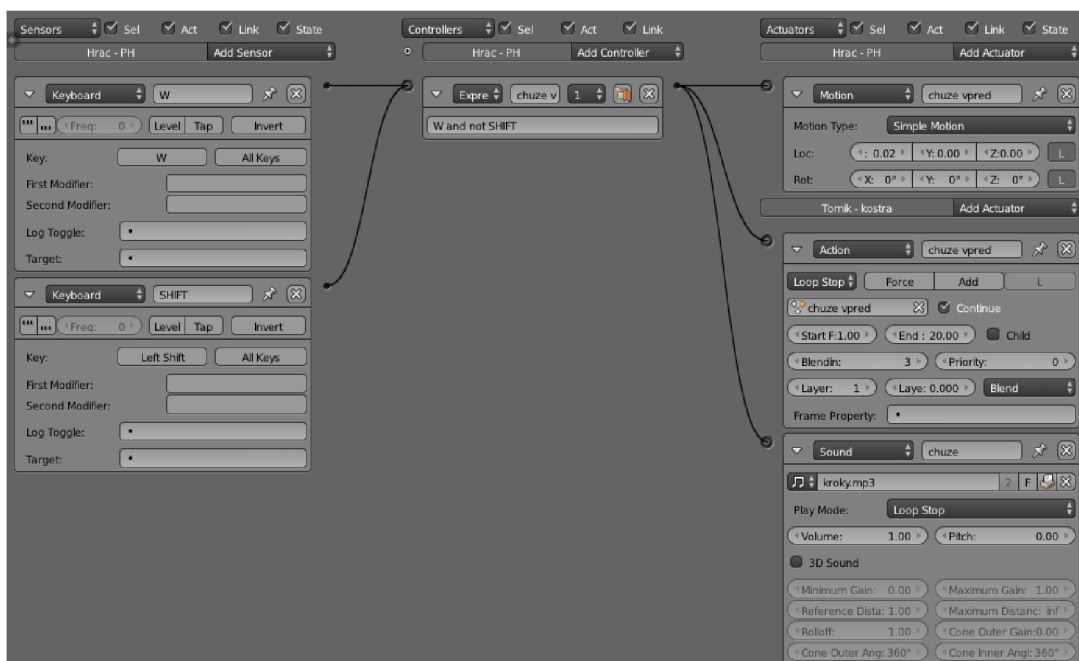 Sensors Sel Act Link State
Hrac - PH Add Sensor
Keyboard W
Freq: 0 Level Tap Invert
Key: W All Keys
First Modifier:
Second Modifier:
Log Toggle:
Target:
Keyboard SHIFT
Freq: 0 Level Tap Invert
Key: Left Shift All Keys
First Modifier:
Second Modifier:
Log Toggle:
Target:
Controllers Sel Act Link
Hrac - PH Add Controller
Expre chuze v 1
W and not SHIFT
Actuators Sel Act Link State
Hrac - PH Add Actuator
Motion chuze vpred
Motion Type: Simple Motion
Loc: : 0.02 Y: 0.00 Z:0.00 L
Rot: X: 0° Y: 0° Z: 0° L
Tomik - kostra Add Actuator
Action chuze vpred
Loop Stop Force Add L
chuze vpred Continue
Start F:1.00 End : 20.00 Child
Blendin: 3 Priority: 0
Layer: 1 Laye: 0.000 Blend
Frame Property:
Sound chuze
kroky.mp3 2 F
Play Mode: Loop Stop
Volume: 1.00 Pitch: 0.00
3D Sound
Minimum Gain: 0.00 Maximum Gain: 1.00
Reference Dista: 1.00 Maximum Distanc: inf
Rolloff: 1.00 Cone Outer Gain:0.00
Cone Outer Ang: 360° Cone Inner Angl: 360°